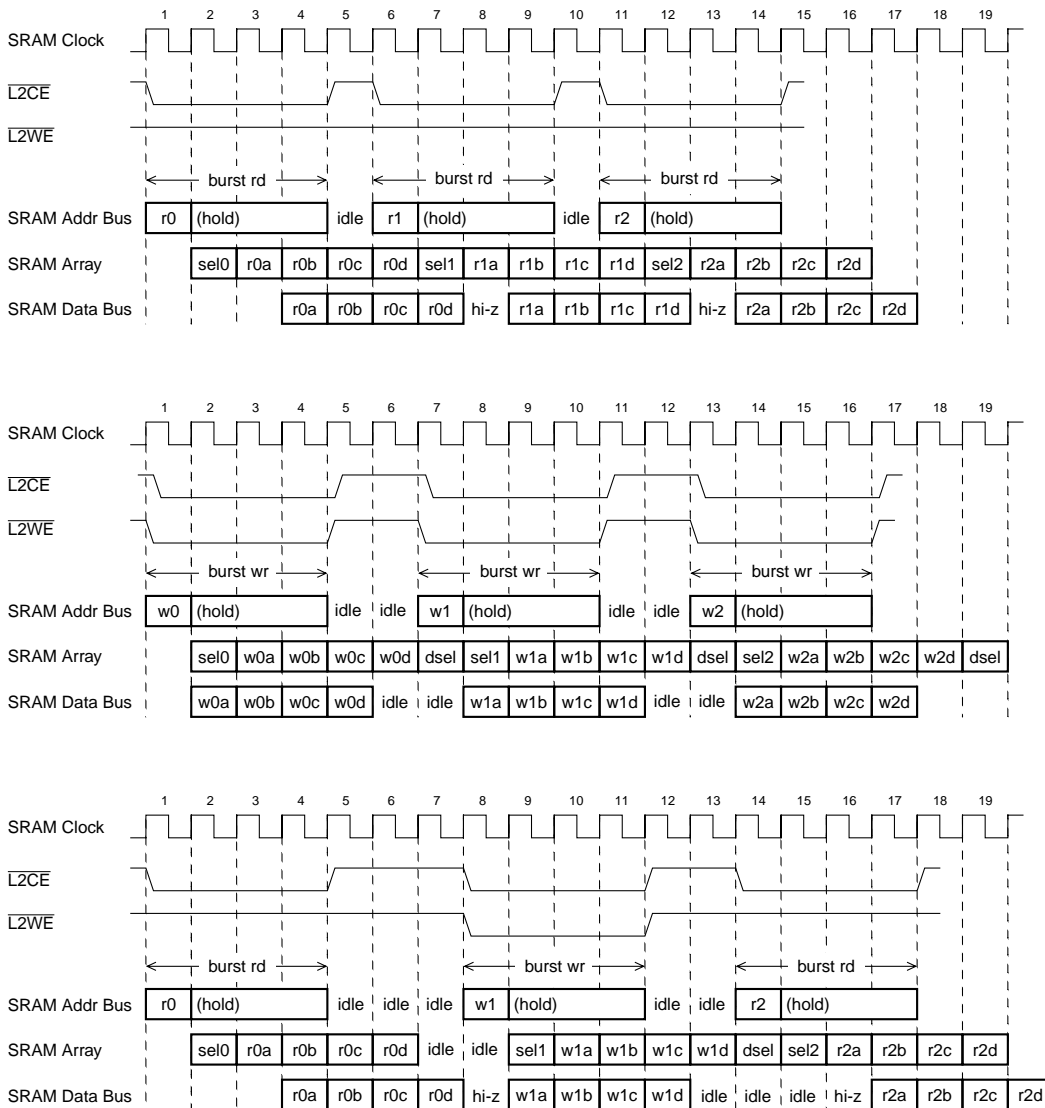 1 2 3 4 5 6 7 8 9 10 11 12 13 14 15 16 17 18 19
SRAM Clock
L2CE
L2WE
burst rd burst rd burst rd
SRAM Addr Bus r0 (hold) idle r1 (hold) idle r2 (hold)
SRAM Array sel0 r0a r0b r0c r0d sel1 r1a r1b r1c r1d sel2 r2a r2b r2c r2d
SRAM Data Bus r0a r0b r0c r0d hi-z r1a r1b r1c r1d hi-z r2a r2b r2c r2d
1 2 3 4 5 6 7 8 9 10 11 12 13 14 15 16 17 18 19
SRAM Clock
L2CE
L2WE
burst wr burst wr burst wr
SRAM Addr Bus w0 (hold) idle idle w1 (hold) idle idle w2 (hold)
SRAM Array sel0 w0a w0b w0c w0d dsel sel1 w1a w1b w1c w1d dsel sel2 w2a w2b w2c w2d dsel
SRAM Data Bus w0a w0b w0c w0d idle idle w1a w1b w1c w1d idle idle w2a w2b w2c w2d
1 2 3 4 5 6 7 8 9 10 11 12 13 14 15 16 17 18 19
SRAM Clock
L2CE
L2WE
burst rd burst wr burst rd
SRAM Addr Bus r0 (hold) idle idle idle w1 (hold) idle idle r2 (hold)
SRAM Array sel0 r0a r0b r0c r0d idle idle sel1 w1a w1b w1c w1d dsel sel2 r2a r2b r2c r2d
SRAM Data Bus r0a r0b r0c r0d hi-z w1a w1b w1c w1d idle idle idle hi-z r2a r2b r2c r2d